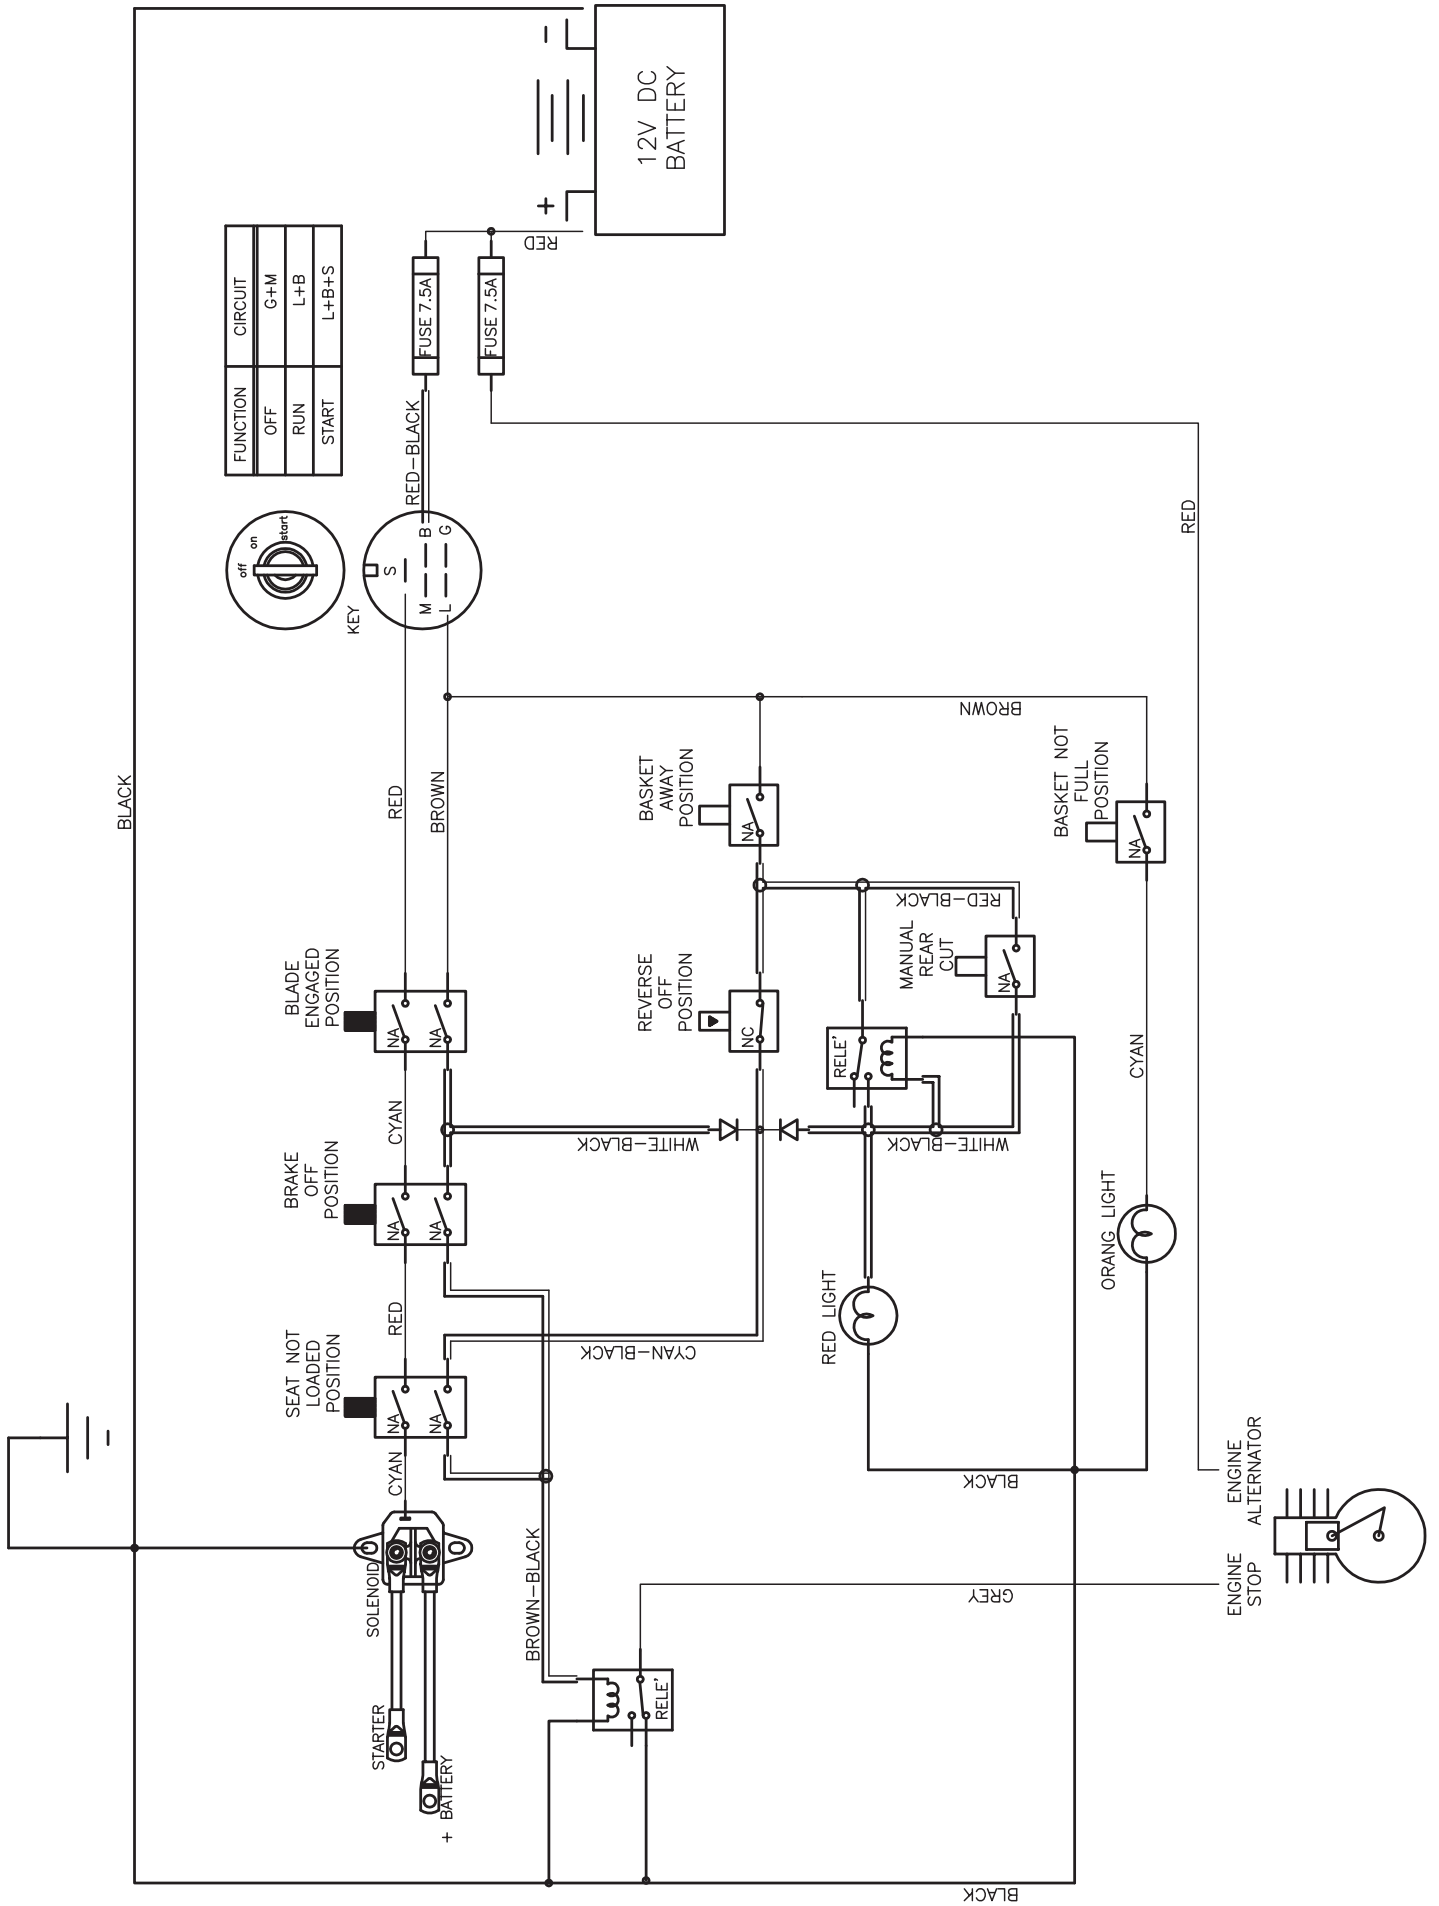 BLACK
12V DC
BATTERY
+
-
RED
FUNCTION CIRCUIT
OFF G+M
RUN L+B
START L+B+S
FUSE 7.5A
FUSE 7.5A
RED-BLACK
off
on
start
KEY
S
M B
L G
RED
BROWN
BROWN
RED
BLADE
ENGAGED
POSITION
NA
NA
CYAN
BRAKE
OFF
POSITION
NA
NA
RED
SEAT NOT
LOADED
POSITION
NA
NA
CYAN
SOLENOID
STARTER
+ BATTERY
BASKET
AWAY
POSITION
NA
REVERSE
OFF
POSITION
NC
RED-BLACK
MANUAL
REAR
CUT
NA
RELE'
WHITE-BLACK
WHITE-BLACK
CYAN-BLACK
BASKET NOT
FULL
POSITION
NA
CYAN
ORANG LIGHT
RED LIGHT
BLACK
BROWN-BLACK
RELE'
GREY
ENGINE
ALTERNATOR
ENGINE
STOP
BLACK